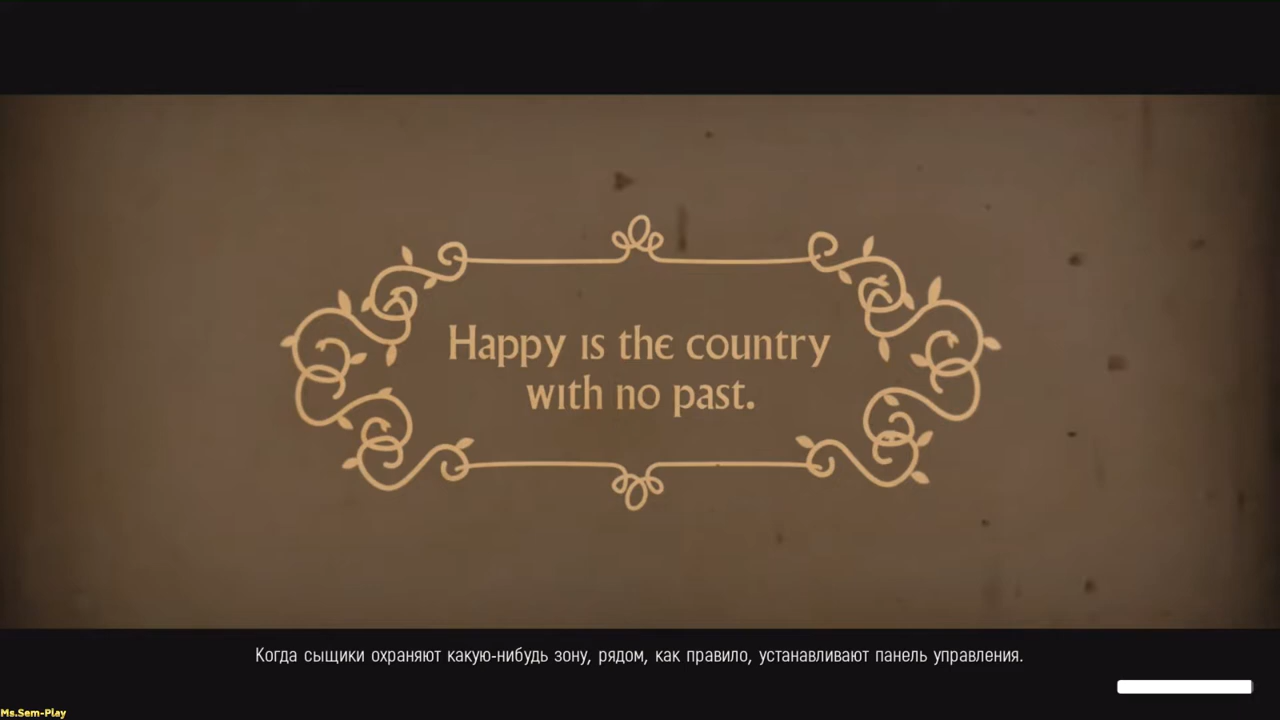 Happy is the country
with no past.
Когда сыщики охраняют какую-нибудь зону, рядом, как правило, устанавливают панель управления.
Ms.Sem-Play